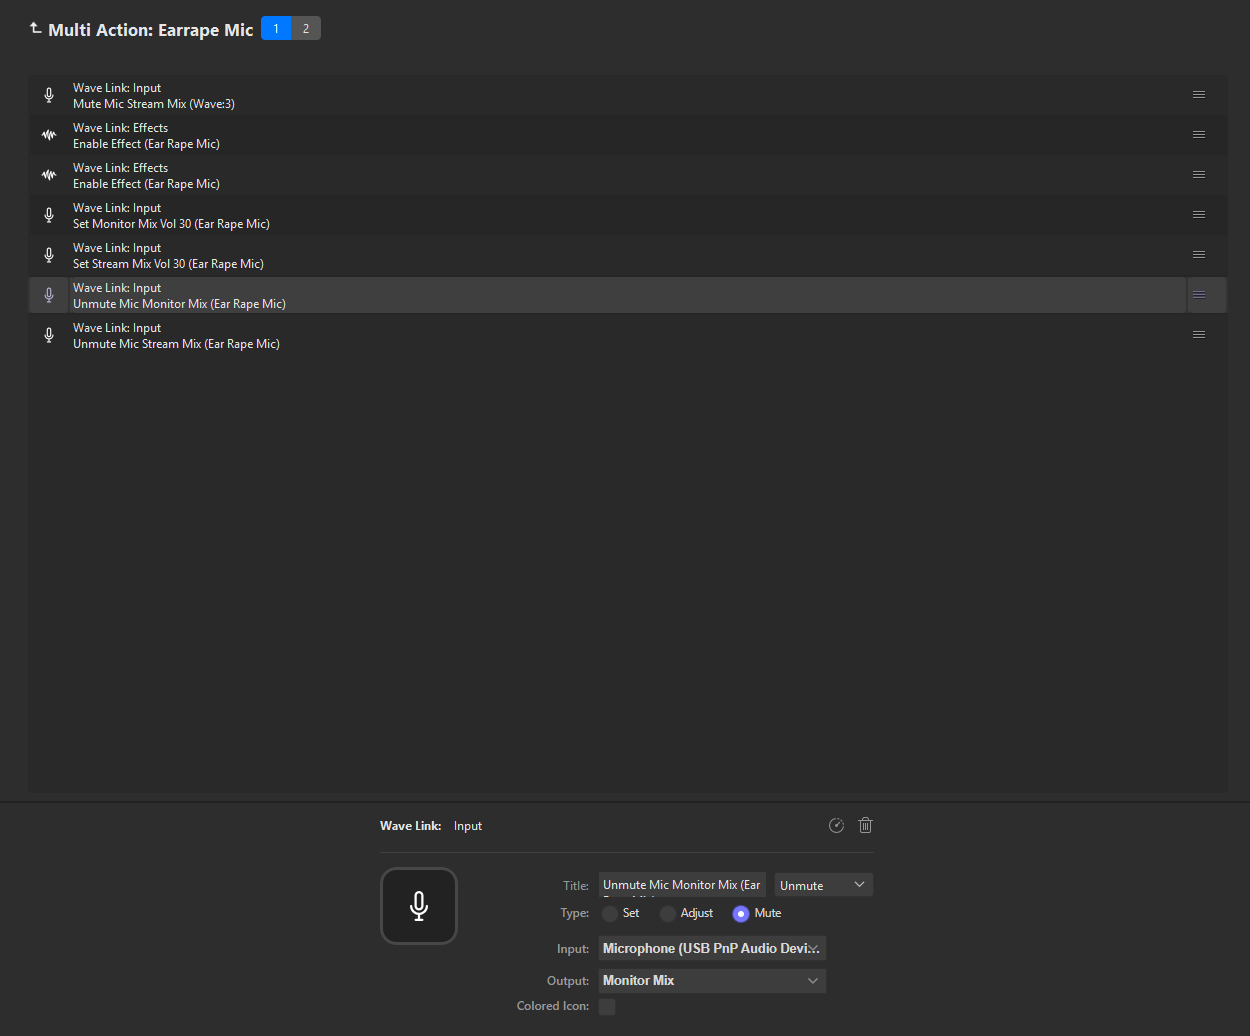 Multi Action: Earrape Mic 1 2
Wave Link: Input
Mute Mic Stream Mix (Wave:3)
Wave Link: Effects
Enable Effect (Ear Rape Mic)
Wave Link: Effects
Enable Effect (Ear Rape Mic)
Wave Link: Input
Set Monitor Mix Vol 30 (Ear Rape Mic)
Wave Link: Input
Set Stream Mix Vol 30 (Ear Rape Mic)
Wave Link: Input
Unmute Mic Monitor Mix (Ear Rape Mic)
Wave Link: Input
Unmute Mic Stream Mix (Ear Rape Mic)
Wave Link: Input
Title: Unmute Mic Monitor Mix (Ear Unmute
Type: Set Adjust Mute
Input: Microphone (USB PnP Audio Devi...
Output: Monitor Mix
Colored Icon: